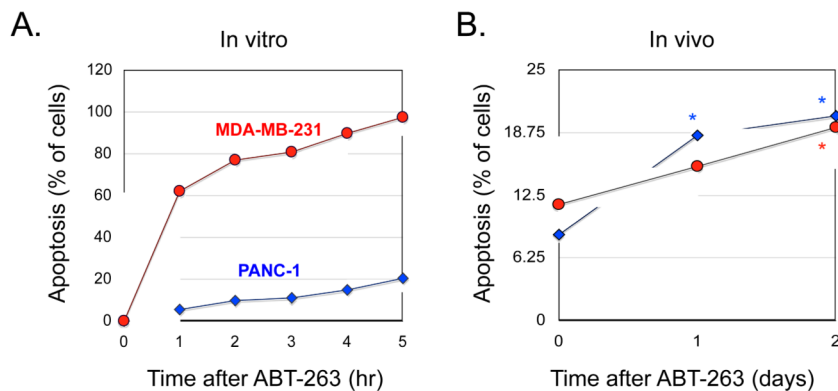 A.
In vitro
Apoptosis (% of cells)
120
100
80
60
40
20
0
MDA-MB-231
PANC-1
0 1 2 3 4 5
Time after ABT-263 (hr)
B.
In vivo
Apoptosis (% of cells)
25
18.75
12.5
6.25
0
*
*
*
0 1 2
Time after ABT-263 (days)